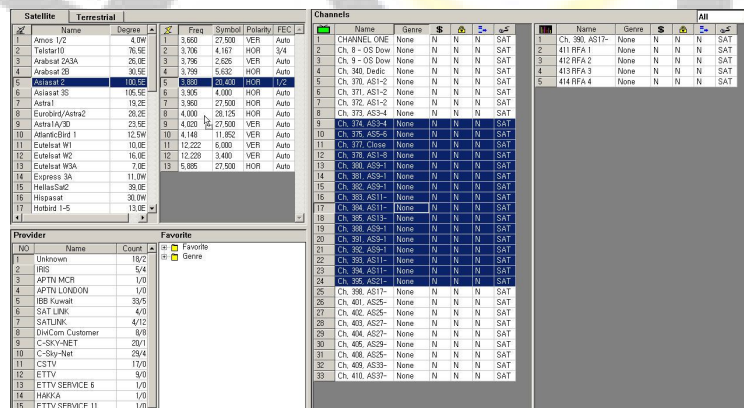 Satellite Terrestrial
Name Degree Freq Symbol Polarity FEC
1 Amos 1/2 4,0W
2 Telstar10 76,5E
3 Arabsat 2A3A 26,0E
4 Arabsat 2B 30,5E
5 Asiasat 2 100,5E
6 Asiasat 3S 105,5E
7 Astra1 19,2E
8 Eurobird/Astra2 28,2E
9 Astra1A/3D 23,5E
10 AtlanticBird 1 12,5W
11 Eutelsat W1 10,0E
12 Eutelsat W2 16,0E
13 Eutelsat W3A 7,0E
14 Express 3A 11,0W
15 HellasSat2 39,0E
16 Hispasat 30,0W
17 Hotbird 1-5 13,0E
1 3,660 27,500 VER Auto
2 3,706 4,167 HOR 3/4
3 3,796 2,626 VER Auto
4 3,799 5,632 HOR Auto
5 3,880 20,400 HOR 1/2
6 3,905 4,000 HOR Auto
7 3,960 27,500 HOR Auto
8 4,000 28,125 HOR Auto
9 4,020 27,500 VER Auto
10 4,148 11,852 VER Auto
11 12,222 6,000 VER Auto
12 12,228 3,400 VER Auto
13 5,885 27,500 VER Auto
Provider
NO Name Count
1 Unknown 18/2
2 IRIS 5/4
3 APTN MCR 1/0
4 APTN LONDON 1/0
5 IBB Kuwait 33/5
6 SAT LINK 4/0
7 SATLINK 4/12
8 DiviCom Customer 8/8
9 C-SKY-NET 20/1
10 C-Sky-Net 29/4
11 CSTV 17/0
12 ETTV 9/0
13 ETTV SERVICE 6 1/0
14 HAKKA 1/0
15 ETTV SERVICE 11 1/0
Favorite
Favorite
Genre
Channels
All
Name Genre $
1 CHANNEL ONE None N N N SAT
2 Ch, 8 - OS Dow None N N N SAT
3 Ch, 9 - OS Dow None N N N SAT
4 Ch, 340, Dedic None N N N SAT
5 Ch, 370, AS1-2 None N N N SAT
6 Ch, 371, AS1-2 None N N N SAT
7 Ch, 372, AS1-2 None N N N SAT
8 Ch, 373, AS3-4 None N N N SAT
9 Ch, 374, AS3-4 None N N N SAT
10 Ch, 375, AS5-6 None N N N SAT
11 Ch, 377, Close None N N N SAT
12 Ch, 378, AS1-8 None N N N SAT
13 Ch, 380, AS9-1 None N N N SAT
14 Ch, 381, AS9-1 None N N N SAT
15 Ch, 382, AS9-1 None N N N SAT
16 Ch, 383, AS11- None N N N SAT
17 Ch, 384, AS11- None N N N SAT
18 Ch, 385, AS13- None N N N SAT
19 Ch, 388, AS9-1 None N N N SAT
20 Ch, 391, AS9-1 None N N N SAT
21 Ch, 392, AS9-1 None N N N SAT
22 Ch, 393, AS11- None N N N SAT
23 Ch, 394, AS11- None N N N SAT
24 Ch, 395, AS21- None N N N SAT
25 Ch, 398, AS17- None N N N SAT
26 Ch, 401, AS25- None N N N SAT
27 Ch, 402, AS25- None N N N SAT
28 Ch, 403, AS27- None N N N SAT
29 Ch, 404, AS27- None N N N SAT
30 Ch, 405, AS29- None N N N SAT
31 Ch, 408, AS25- None N N N SAT
32 Ch, 409, AS33- None N N N SAT
33 Ch, 410, AS37- None N N N SAT
Name Genre $
1 Ch, 390, AS17- None N N N SAT
2 411 RFA 1 None N N N SAT
3 412 RFA 2 None N N N SAT
4 413 RFA 3 None N N N SAT
5 414 RFA 4 None N N N SAT